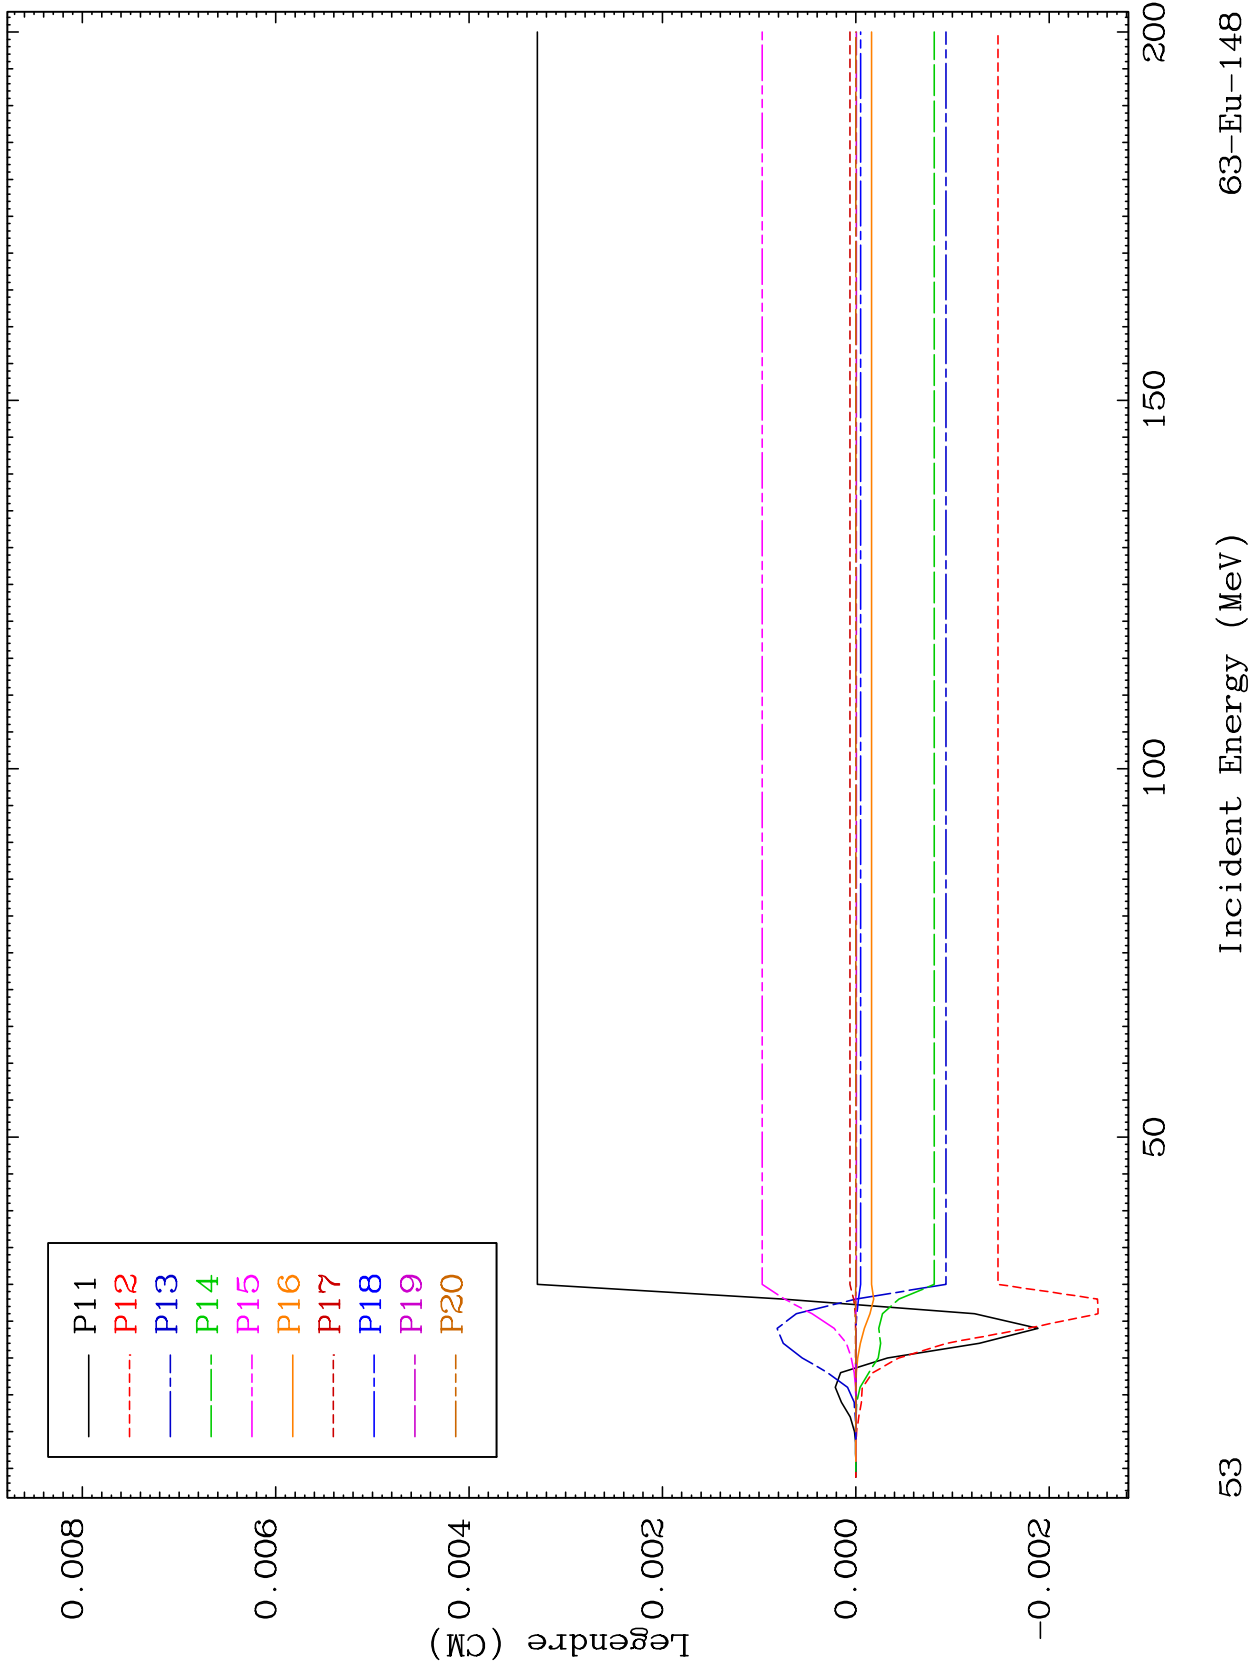 P11
P12
P13
P14
P15
P16
P17
P18
P19
P20
0.008
0.006
0.004
0.002
0.000
-0.002
Legendre (CM)
50
100
150
200
Incident Energy (MeV)
53
63-Eu-148